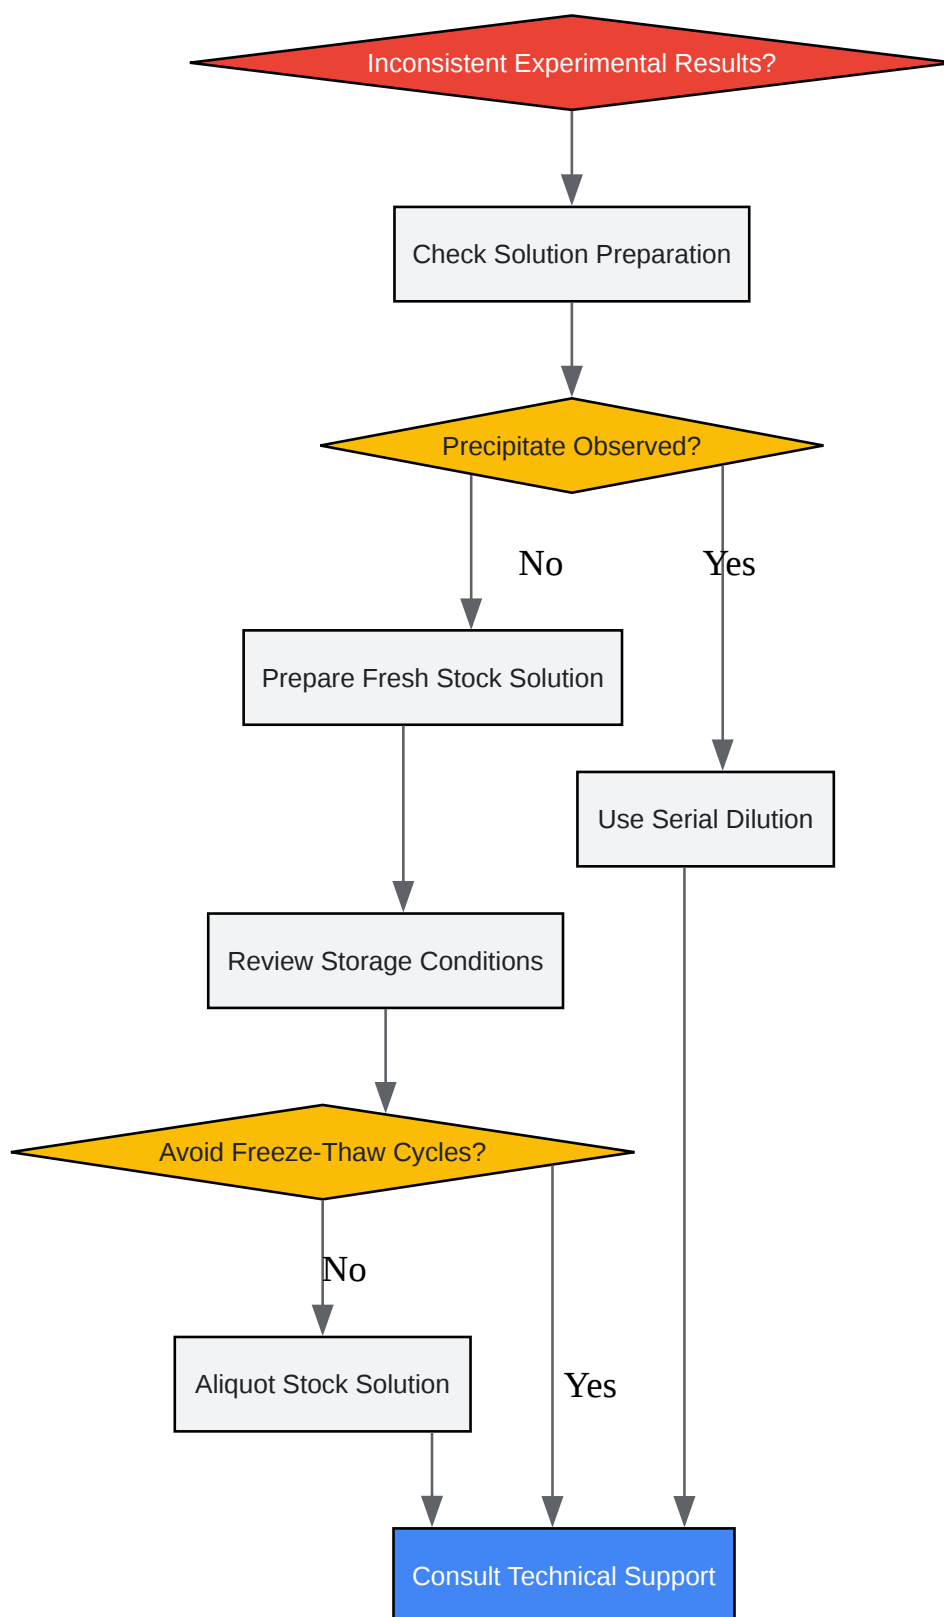 Inconsistent Experimental Results?
Check Solution Preparation
Precipitate Observed?
No
Yes
Prepare Fresh Stock Solution
Use Serial Dilution
Review Storage Conditions
Avoid Freeze-Thaw Cycles?
No
Aliquot Stock Solution
Yes
Consult Technical Support